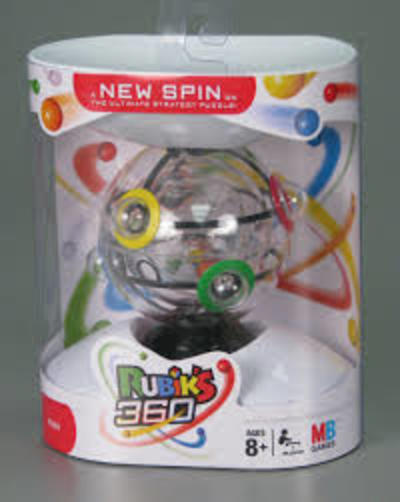 A NEW SPIN ON
THE ULTIMATE STRATEGY PUZZLE!
RUBIK'S
360
AGES
8+
MB
GAMES